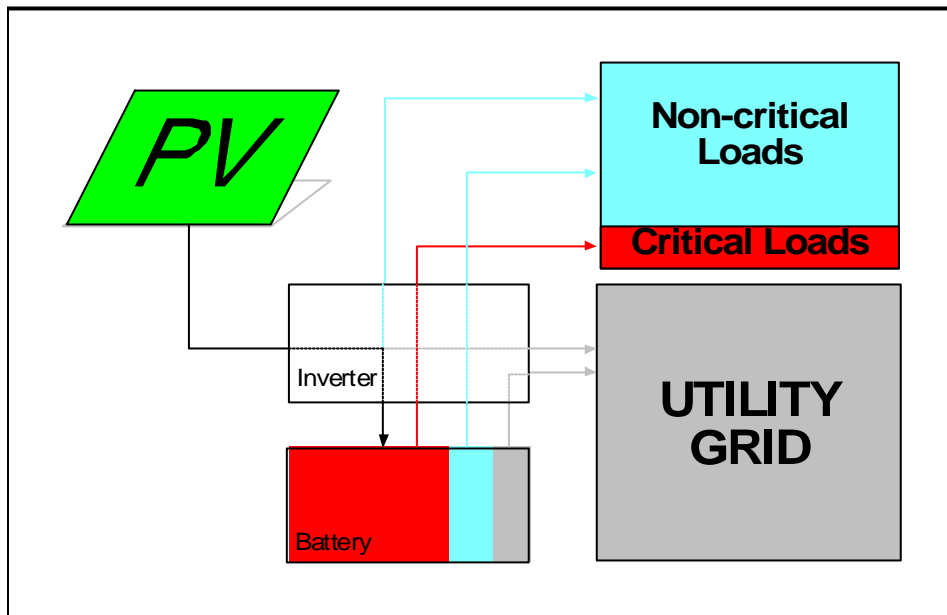 PV
Non-critical
Loads
Critical Loads
Inverter
UTILITY
GRID
Battery